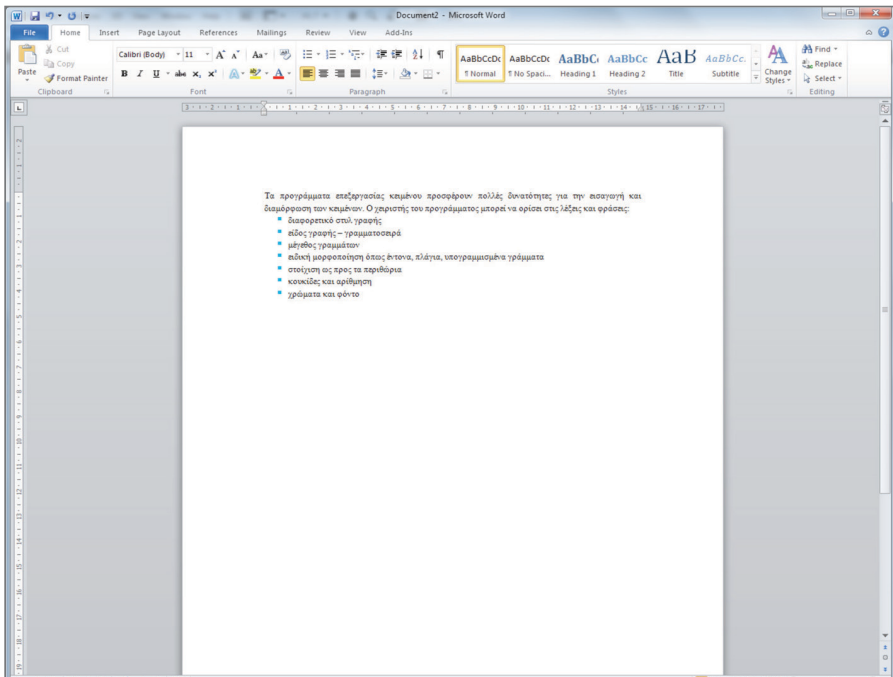 Document2 - Microsoft Word
File Home Insert Page Layout References Mailings Review View Add-Ins
Paste
Cut
Copy
Format Painter
Clipboard
Calibri (Body) 11
Font
Paragraph
AaBbCcDc AaBbCcDc AaBbC AaBbCc AaB AaBbCc.
¶ Normal ¶ No Spaci... Heading 1 Heading 2 Title Subtitle
Change Styles
Styles
Find
Replace
Select
Editing
Τα προγράμματα επεξεργασίας κειμένου προσφέρουν πολλές δυνατότητες για την εισαγωγή και
διαμόρφωση των κειμένων. Ο χειριστής του προγράμματος μπορεί να ορίσει στις λέξεις και φράσεις:
διαφορετικό στυλ γραφής
είδος γραφής – γραμματοσειρά
μέγεθος γραμμάτων
ειδική μορφοποίηση όπως έντονα, πλάγια, υπογραμμισμένα γράμματα
στοίχιση ως προς τα περιθώρια
κουκίδες και αρίθμηση
χρώματα και φόντο